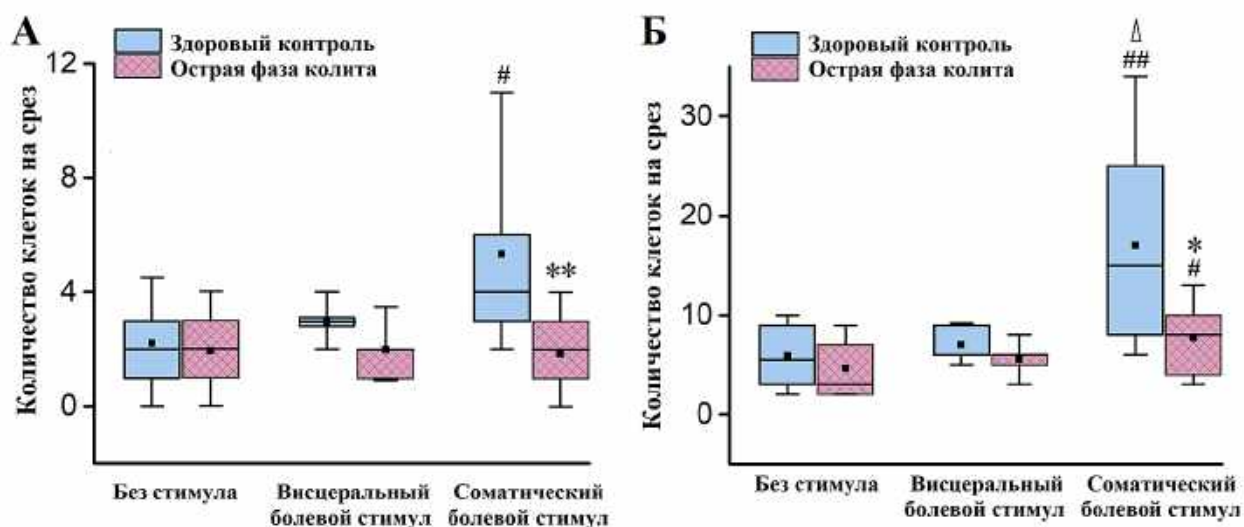 А
Здоровый контроль
Острая фаза колита
Количество клеток на срез
12
8
4
0
#
**
Без стимула
Висцеральный
болевой стимул
Соматический
болевой стимул
Б
Здоровый контроль
Острая фаза колита
Количество клеток на срез
30
20
10
0
Δ
##
*
#
Без стимула
Висцеральный
болевой стимул
Соматический
болевой стимул